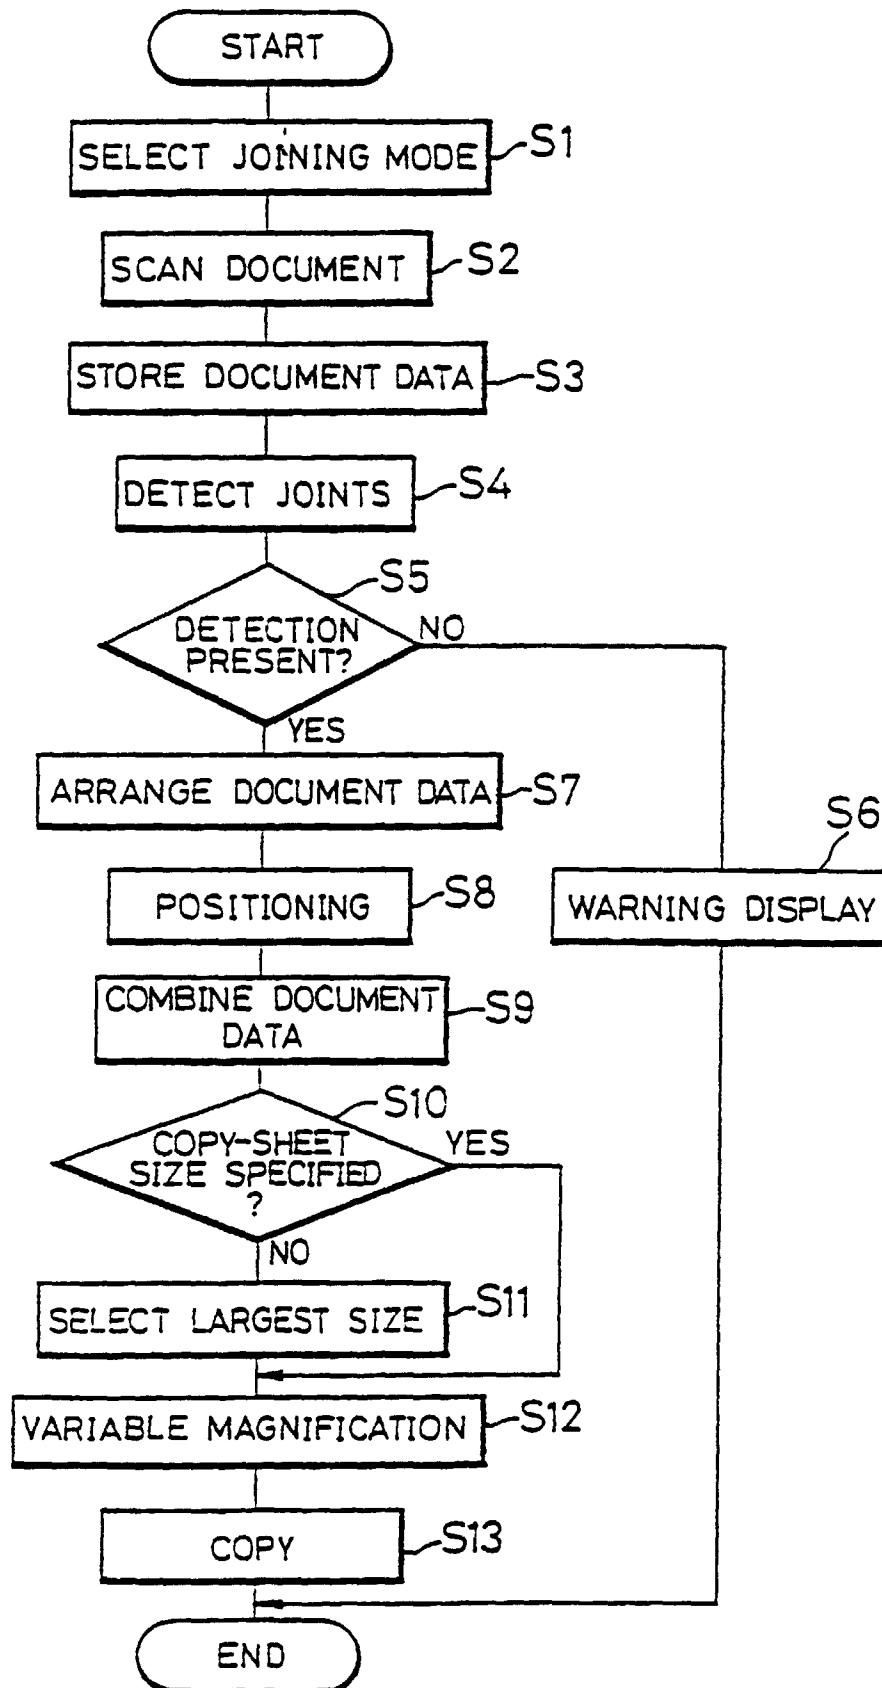 START
SELECT JOINING MODE
S1
SCAN DOCUMENT
S2
STORE DOCUMENT DATA
S3
DETECT JOINTS
S4
S5
DETECTION
PRESENT?
NO
YES
ARRANGE DOCUMENT DATA
S7
S6
POSITIONING
S8
WARNING DISPLAY
COMBINE DOCUMENT
DATA
S9
S10
COPY-SHEET
SIZE SPECIFIED
?
YES
NO
SELECT LARGEST SIZE
S11
VARIABLE MAGNIFICATION
S12
COPY
S13
END